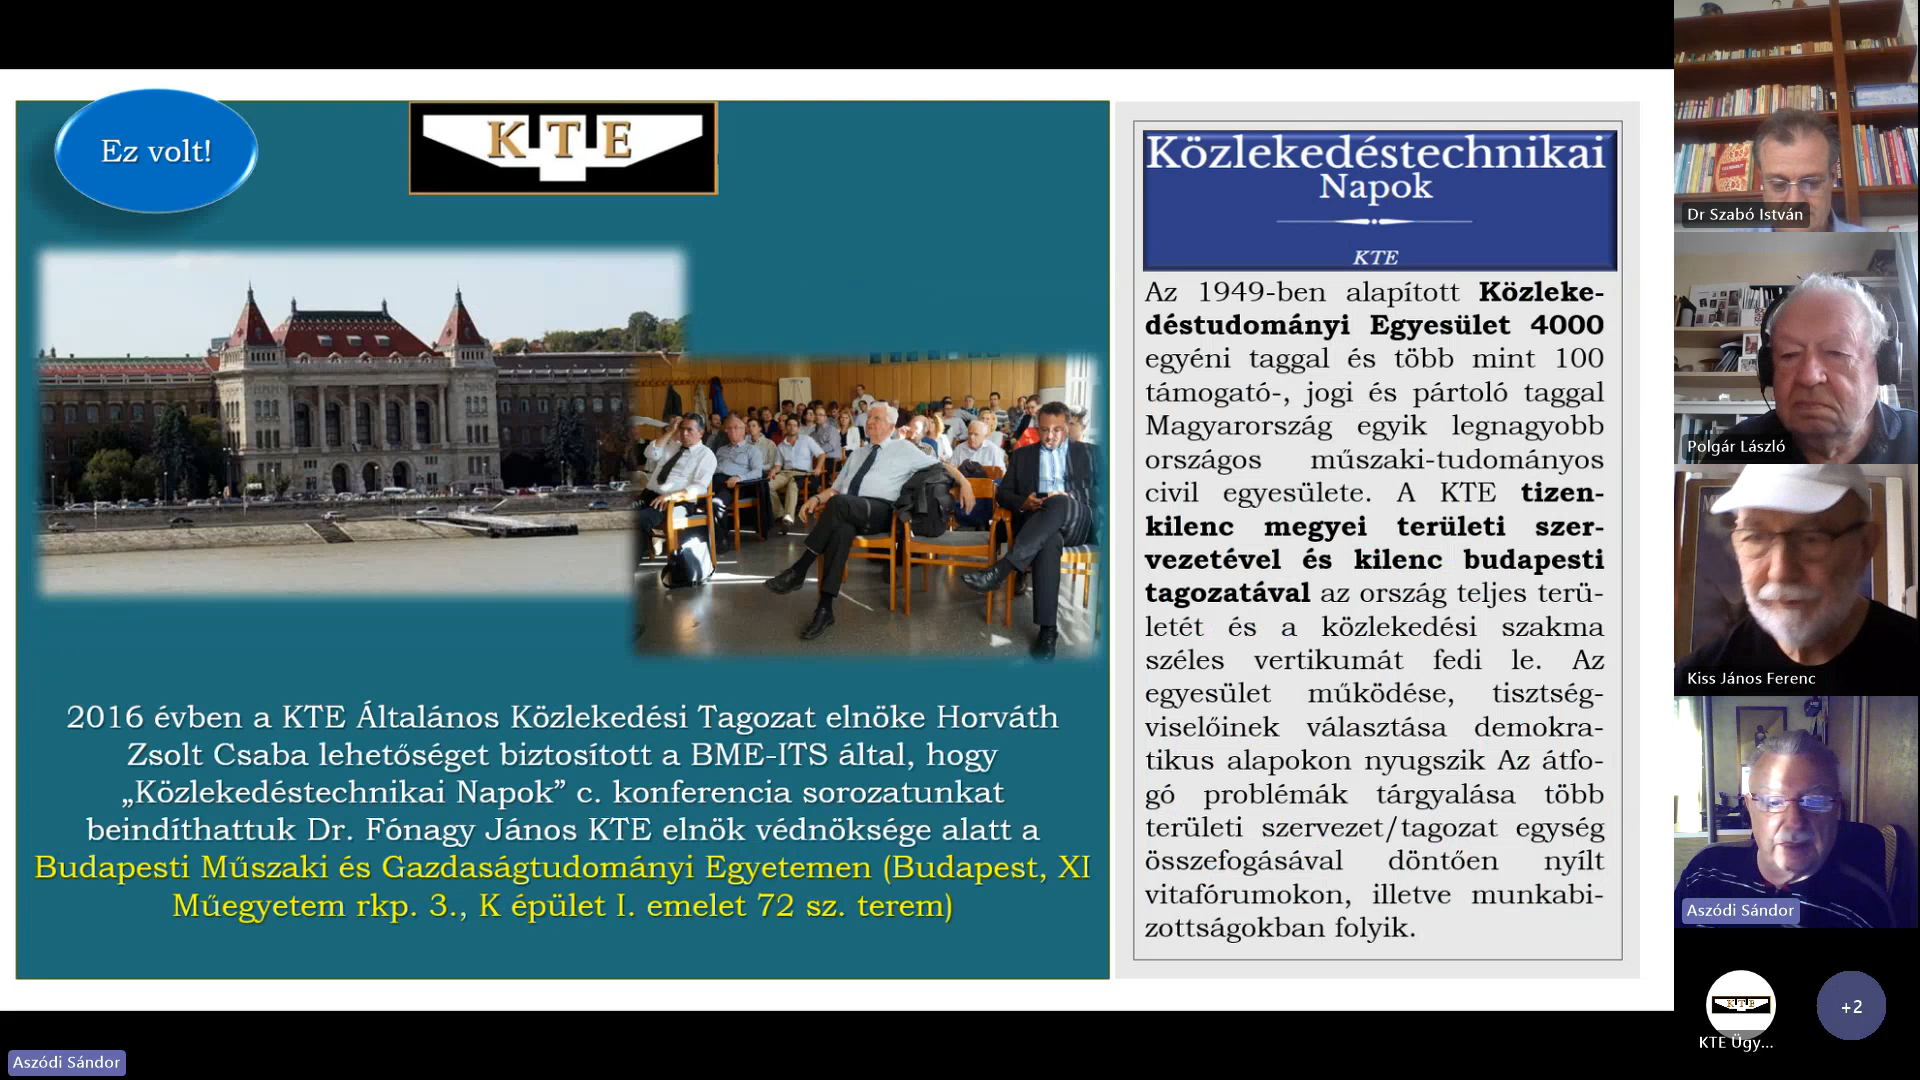 Ez volt!
K T E
2016 évben a KTE Általános Közlekedési Tagozat elnöke Horváth
Zsolt Csaba lehetőséget biztosított a BME-ITS által, hogy
„Közlekedéstechnikai Napok” c. konferencia sorozatunkat
beindíthattuk Dr. Fónagy János KTE elnök védnöksége alatt a
Budapesti Műszaki és Gazdaságtudományi Egyetemen (Budapest, XI
Műegyetem rkp. 3., K épület I. emelet 72 sz. terem)
Közlekedéstechnikai
Napok
KTE
Az 1949-ben alapított Közleke-
déstudományi Egyesület 4000
egyéni taggal és több mint 100
támogató-, jogi és pártoló taggal
Magyarország egyik legnagyobb
országos műszaki-tudományos
civil egyesülete. A KTE tizen-
kilenc megyei területi szer-
vezetével és kilenc budapesti
tagozatával az ország teljes terü-
letét és a közlekedési szakma
széles vertikumát fedi le. Az
egyesület működése, tisztség-
viselőinek választása demokra-
tikus alapokon nyugszik Az átfo-
gó problémák tárgyalása több
területi szervezet/tagozat egység
összefogásával döntően nyílt
vitafórumokon, illetve munkabi-
zottságokban folyik.
Dr Szabó István
Polgár László
Kiss János Ferenc
Aszódi Sándor
KTE
KTE Ügy...
+2
Aszódi Sándor